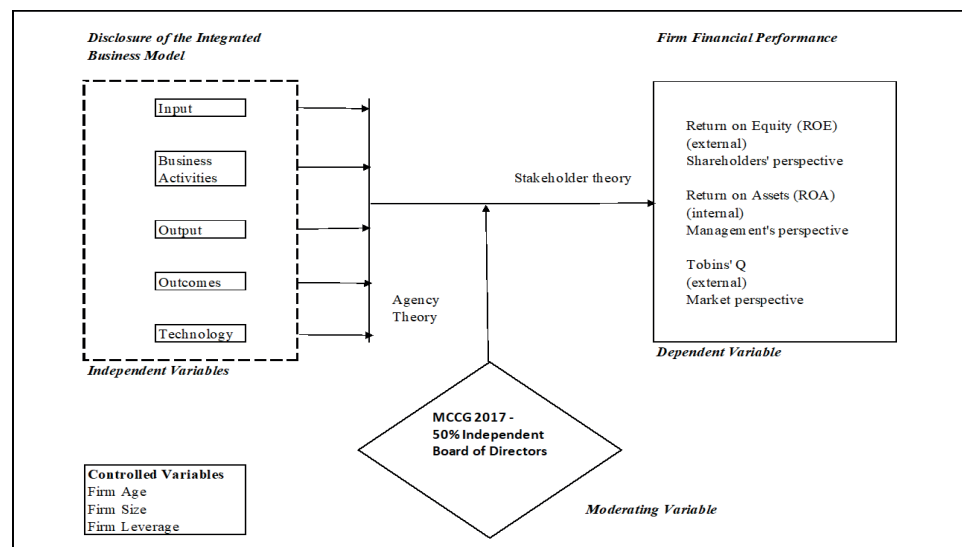 Disclosure of the Integrated
Business Model
Input
Business
Activities
Output
Outcomes
Technology
Independent Variables
Agency
Theory
Stakeholder theory
Firm Financial Performance
Return on Equity (ROE)
(external)
Shareholders' perspective
Return on Assets (ROA)
(internal)
Management's perspective
Tobins' Q
(external)
Market perspective
Dependent Variable
MCCG 2017 -
50% Independent
Board of Directors
Moderating Variable
Controlled Variables
Firm Age
Firm Size
Firm Leverage